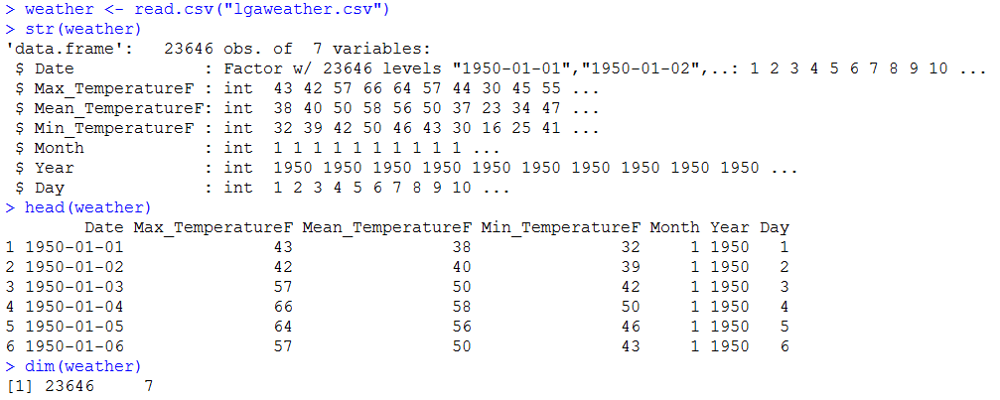 > weather <- read.csv("lgaweather.csv")
> str(weather)
'data.frame':   23646 obs. of  7 variables:
 $ Date             : Factor w/ 23646 levels "1950-01-01","1950-01-02",..: 1 2 3 4 5 6 7 8 9 10 ...
 $ Max_TemperatureF : int  43 42 57 66 64 57 44 30 45 55 ...
 $ Mean_TemperatureF: int  38 40 50 58 56 50 37 23 34 47 ...
 $ Min_TemperatureF : int  32 39 42 50 46 43 30 16 25 41 ...
 $ Month            : int  1 1 1 1 1 1 1 1 1 1 ...
 $ Year             : int  1950 1950 1950 1950 1950 1950 1950 1950 1950 1950 ...
 $ Day              : int  1 2 3 4 5 6 7 8 9 10 ...
> head(weather)
        Date Max_TemperatureF Mean_TemperatureF Min_TemperatureF Month Year Day
1 1950-01-01               43                38               32     1 1950   1
2 1950-01-02               42                40               39     1 1950   2
3 1950-01-03               57                50               42     1 1950   3
4 1950-01-04               66                58               50     1 1950   4
5 1950-01-05               64                56               46     1 1950   5
6 1950-01-06               57                50               43     1 1950   6
> dim(weather)
[1] 23646     7